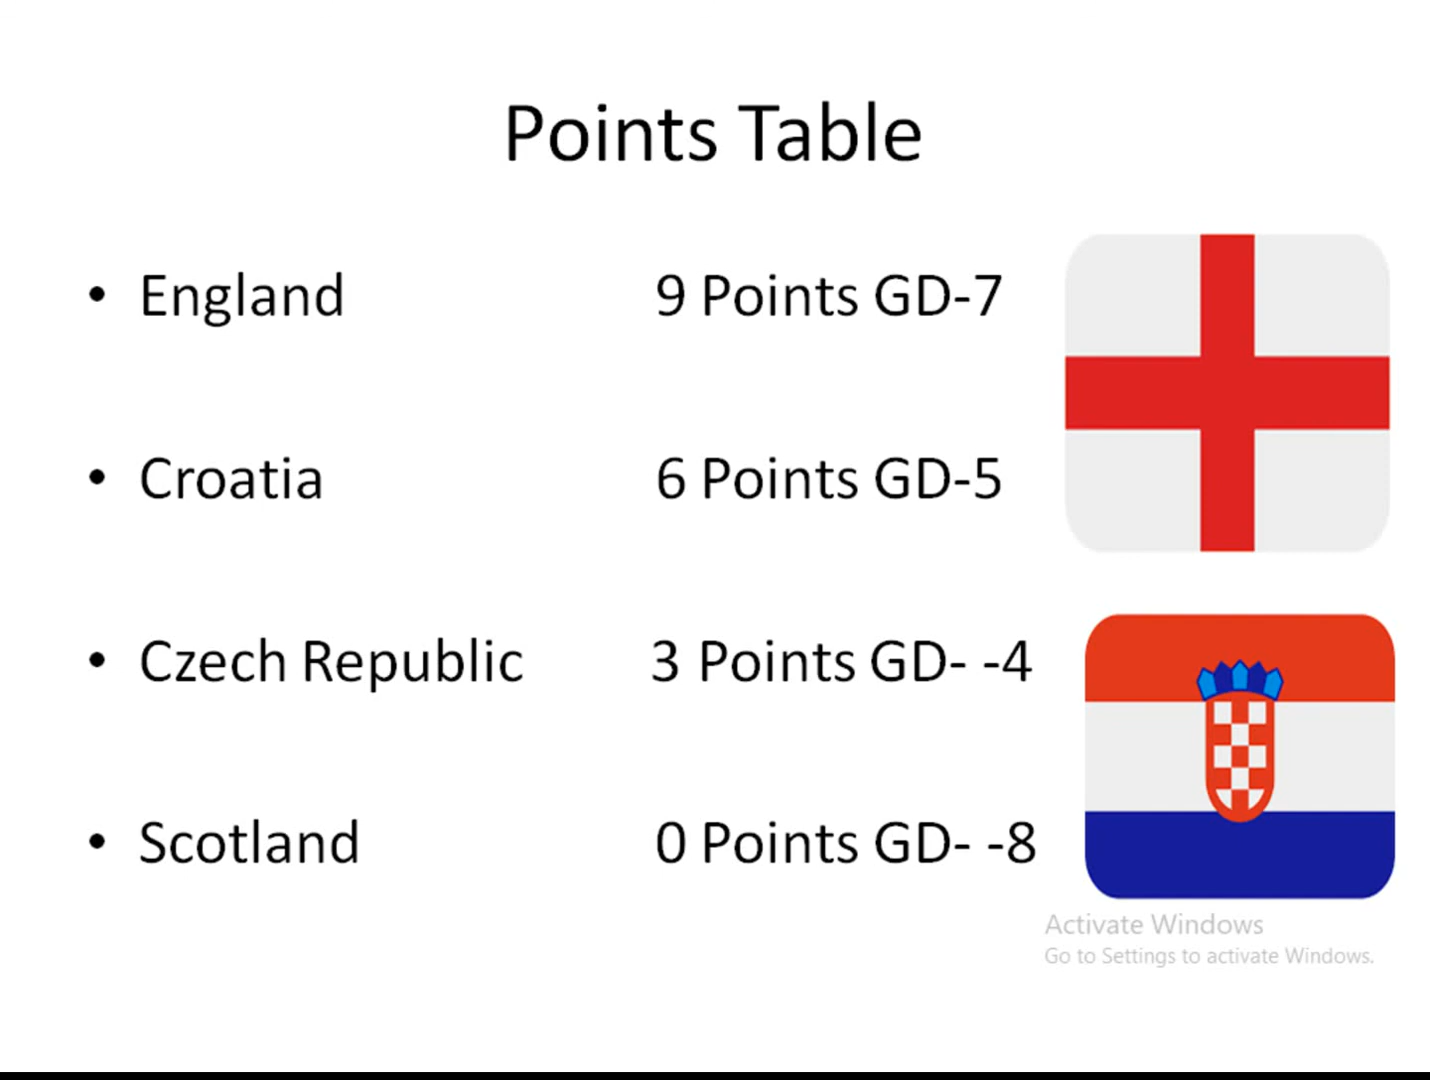 Points Table
• England 9 Points GD-7
• Croatia 6 Points GD-5
• Czech Republic 3 Points GD- -4
• Scotland 0 Points GD- -8
Activate Windows
Go to Settings to activate Windows.